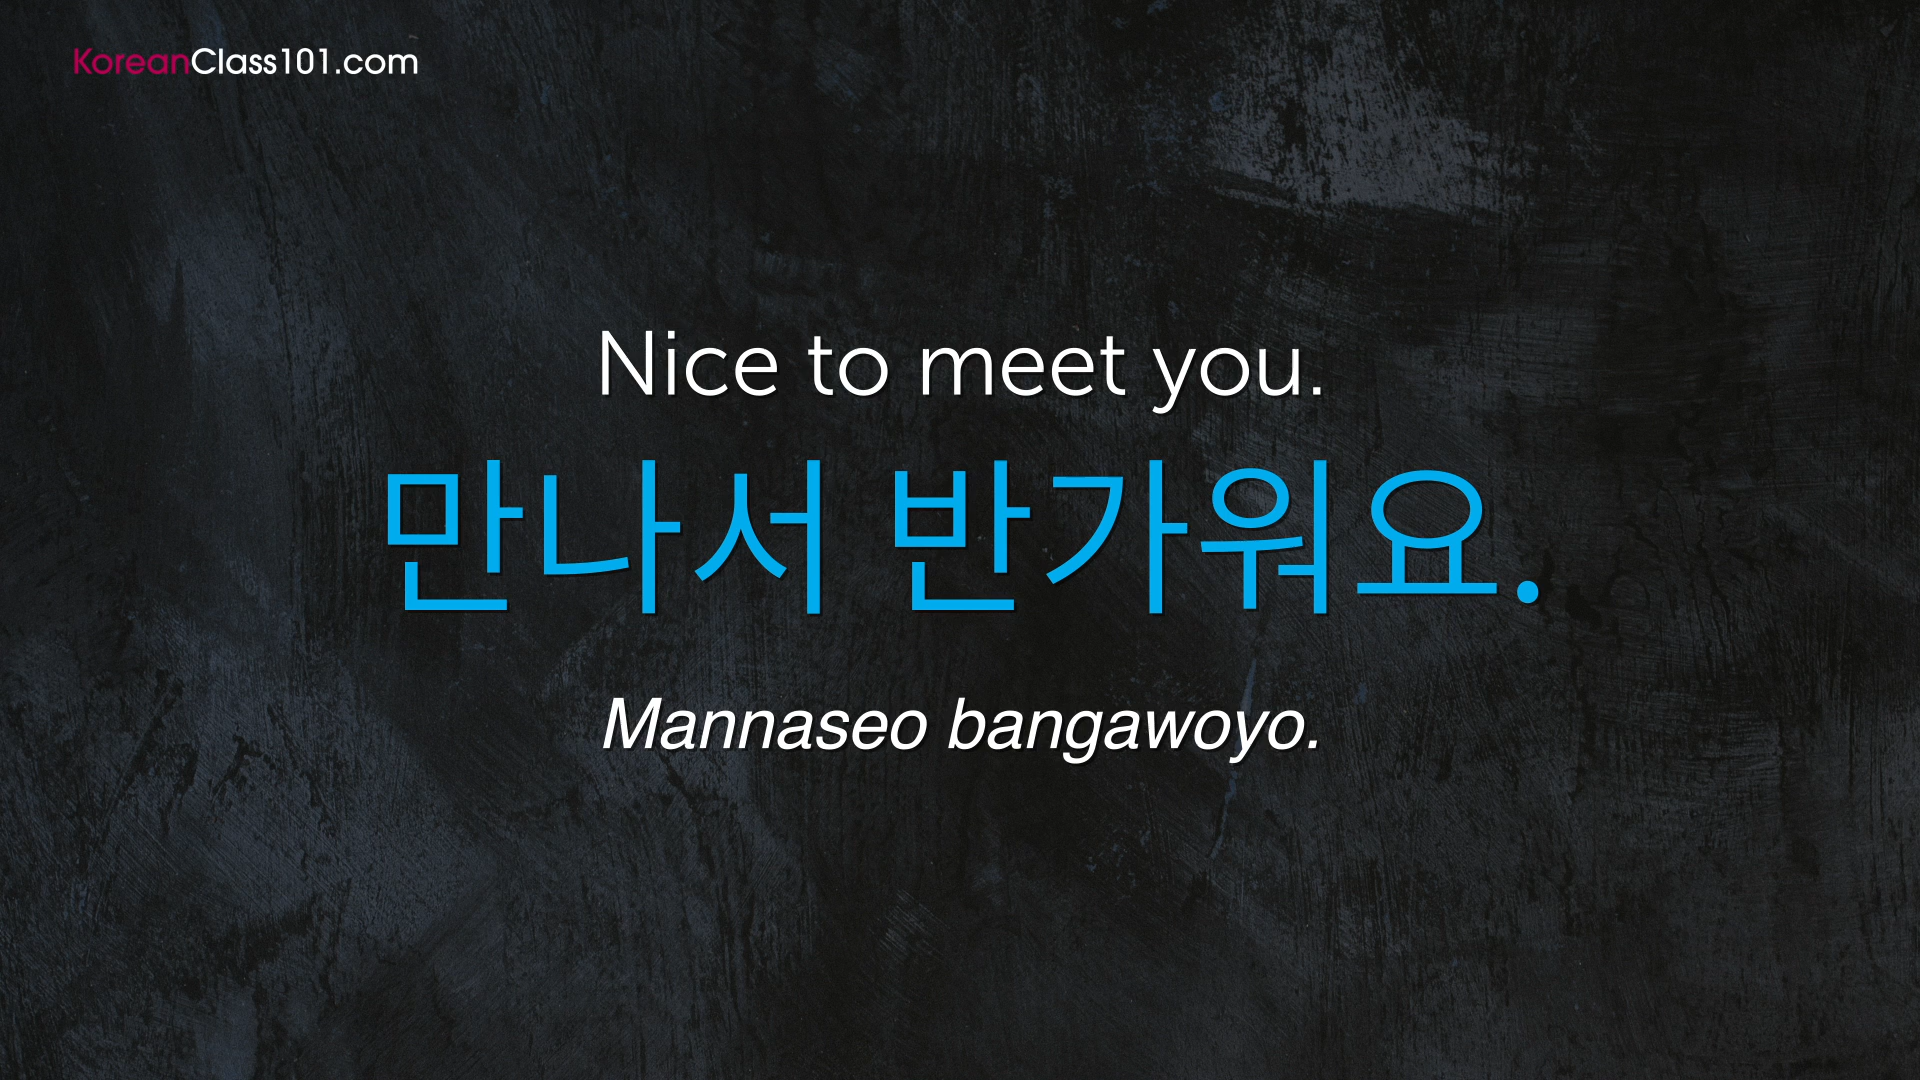 KoreanClass101.com
Nice to meet you.
만나서 반가워요.
Mannaseo bangawoyo.